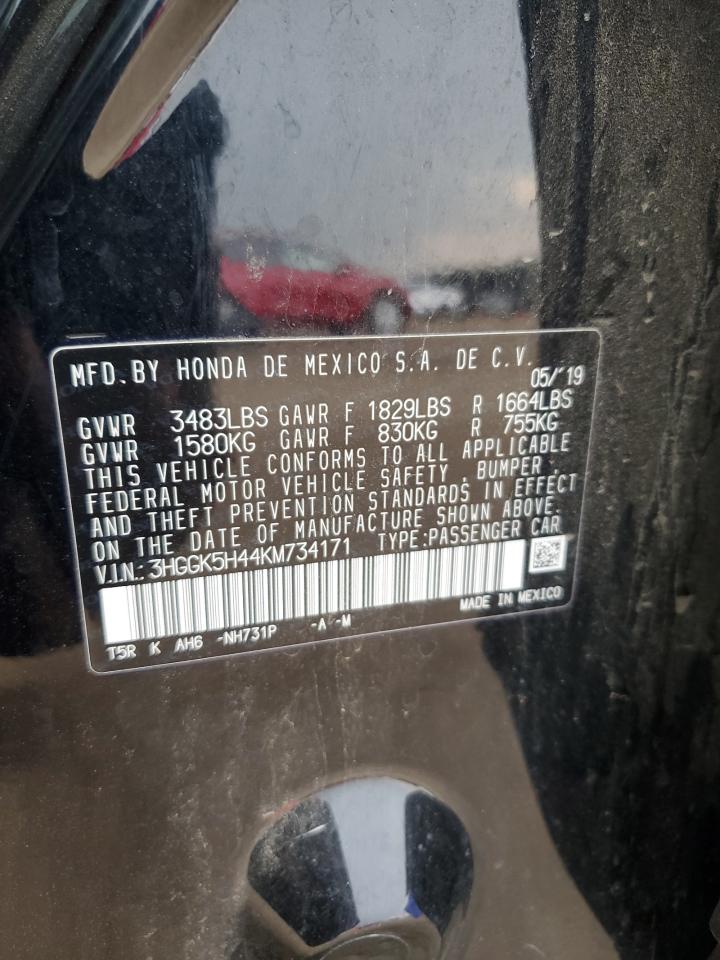 MFD. BY HONDA DE MEXICO S.A. DE C.V.
05/'19
GVWR 3483LBS GAWR F 1829LBS R 1664LBS
GVWR 1580KG GAWR F 830KG R 755KG
THIS VEHICLE CONFORMS TO ALL APPLICABLE
FEDERAL MOTOR VEHICLE SAFETY, BUMPER,
AND THEFT PREVENTION STANDARDS IN EFFECT
ON THE DATE OF MANUFACTURE SHOWN ABOVE.
V.I.N.: 3HGGK5H44KM734171 TYPE: PASSENGER CAR
MADE IN MEXICO
T5R K AH6 -NH731P -A -M